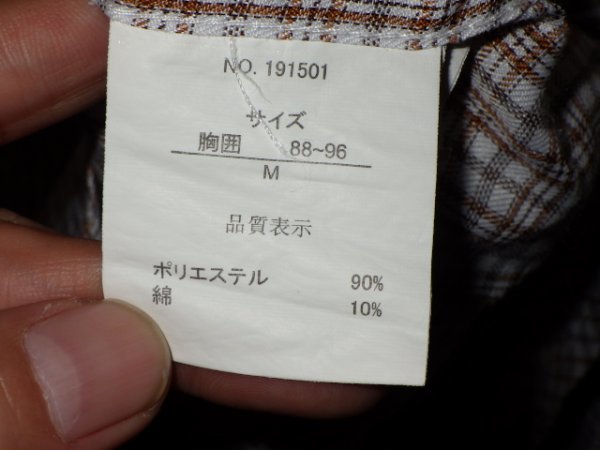 NO. 191501
サイズ
胸囲 88~96
M
品質表示
ポリエステル 90%
綿 10%